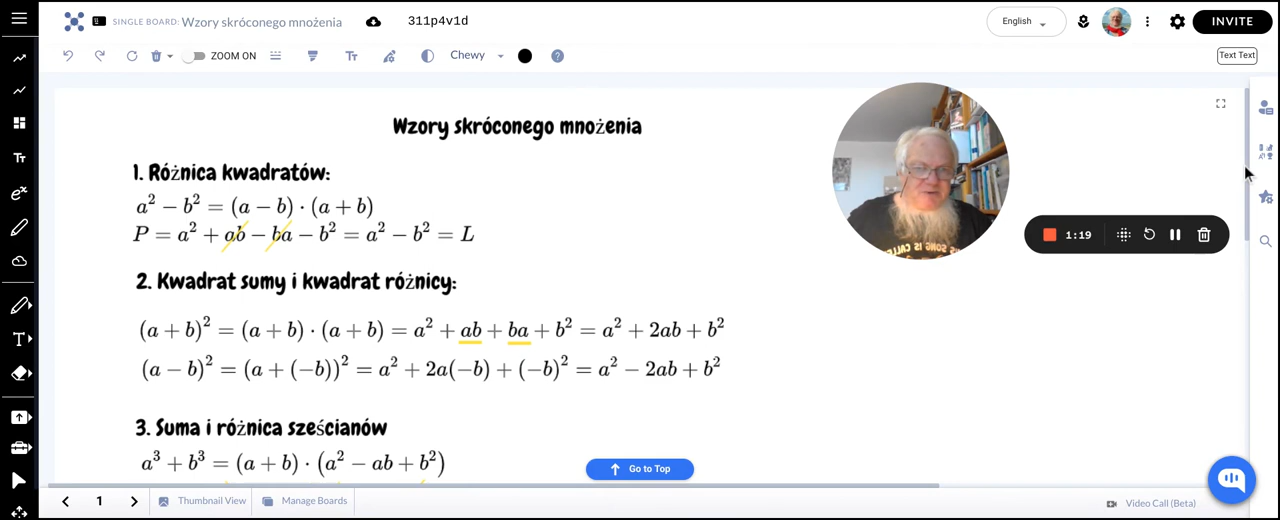 SINGLE BOARD: Wzory skróconego mnożenia
311p4v1d
English
INVITE
ZOOM ON
Tт
Chewy
Text Text
Wzory skróconego mnożenia
1. Różnica kwadratów:
a² − b² = (a − b) · (a + b)
P = a² + ab − ba − b² = a² − b² = L
1:19
2. Kwadrat sumy i kwadrat różnicy:
(a + b)² = (a + b) · (a + b) = a² + ab + ba + b² = a² + 2ab + b²
(a − b)² = (a + (−b))² = a² + 2a(−b) + (−b)² = a² − 2ab + b²
3. Suma i różnica sześcianów
a³ + b³ = (a + b) · (a² − ab + b²)
Go to Top
1
Thumbnail View
Manage Boards
Video Call (Beta)